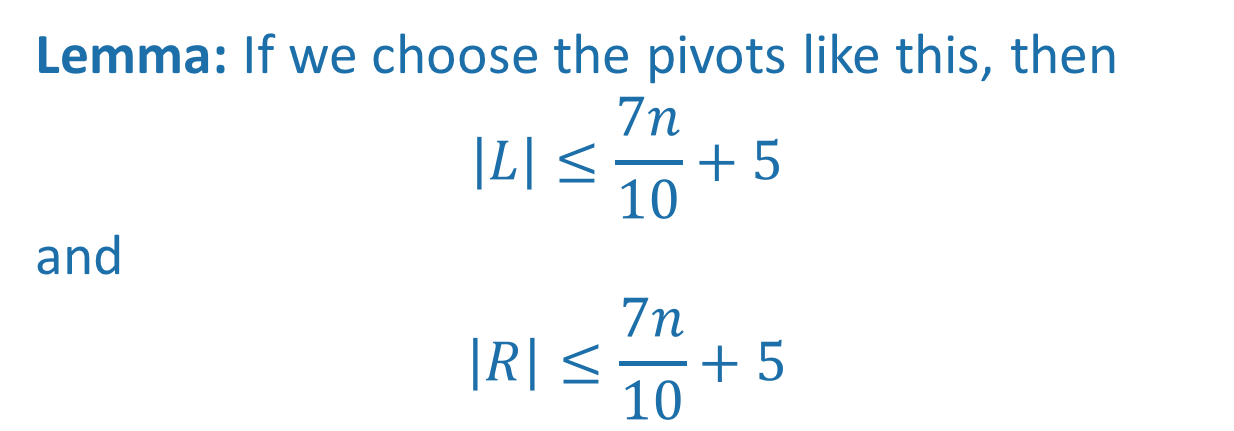 Lemma: If we choose the pivots like this, then
|L| ≤ 7n/10 + 5
and
|R| ≤ 7n/10 + 5